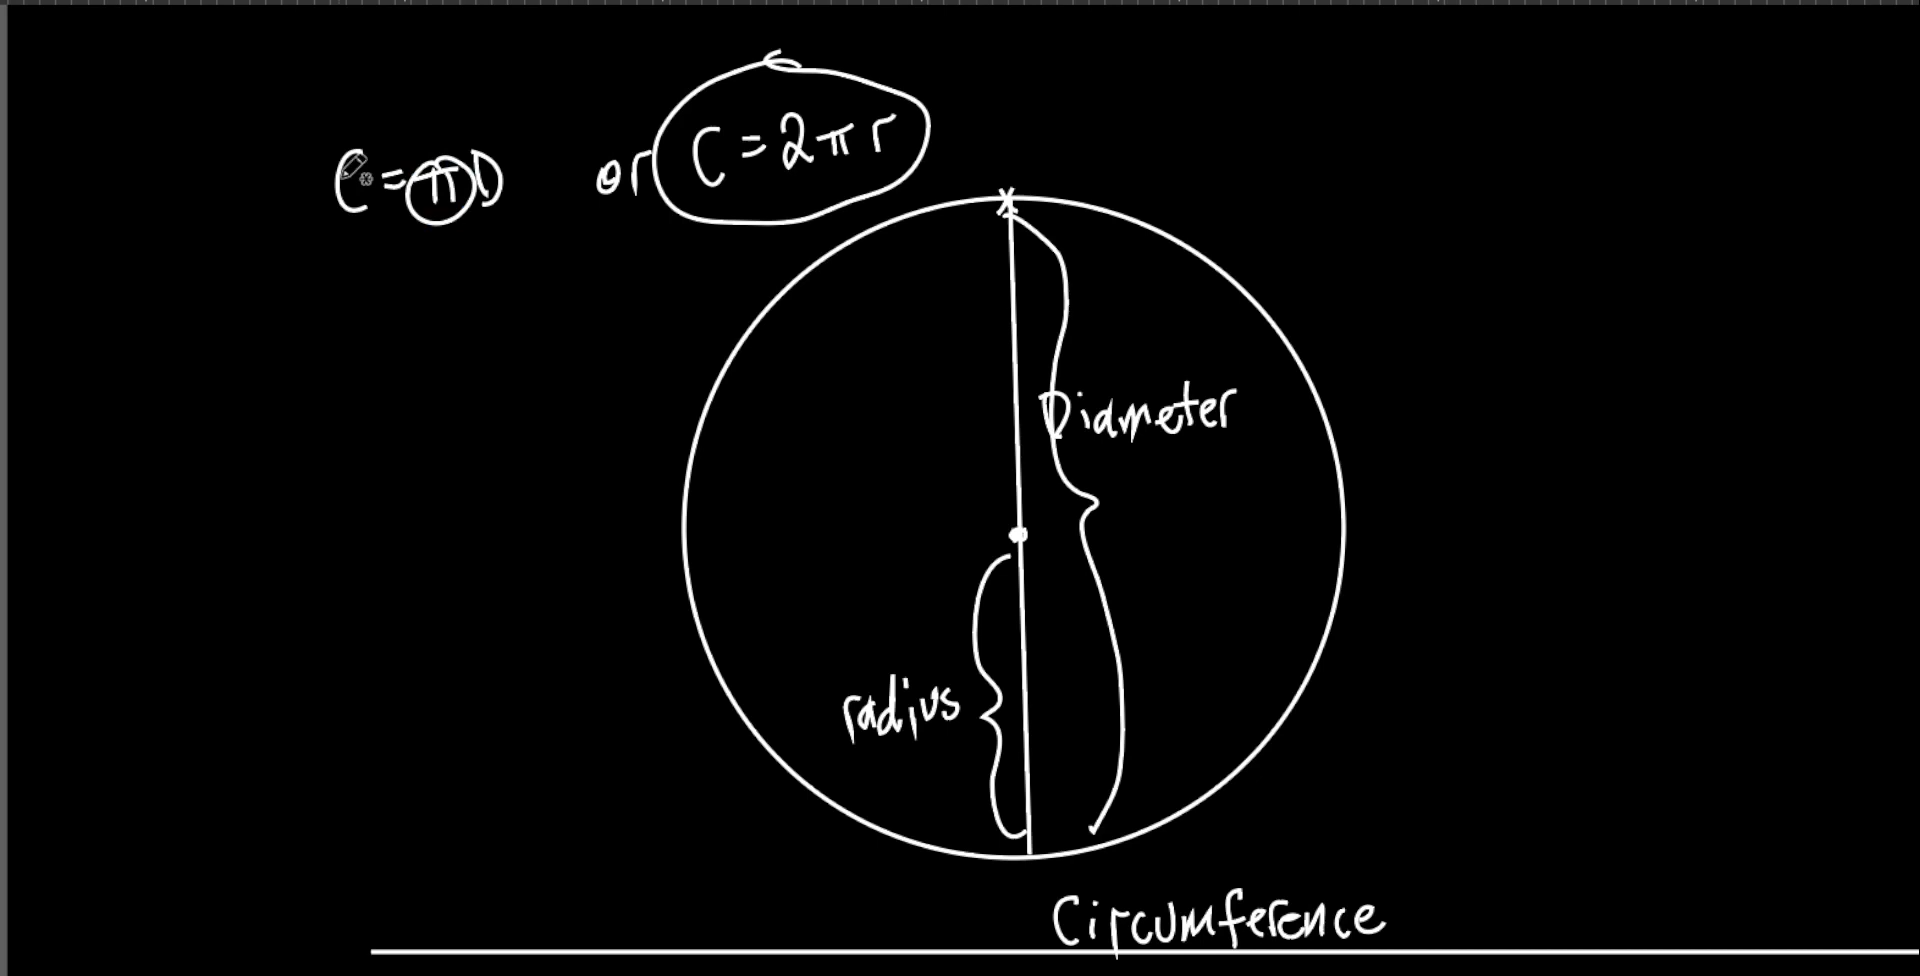 C = πD or C = 2πr
Diameter
radius
Circumference